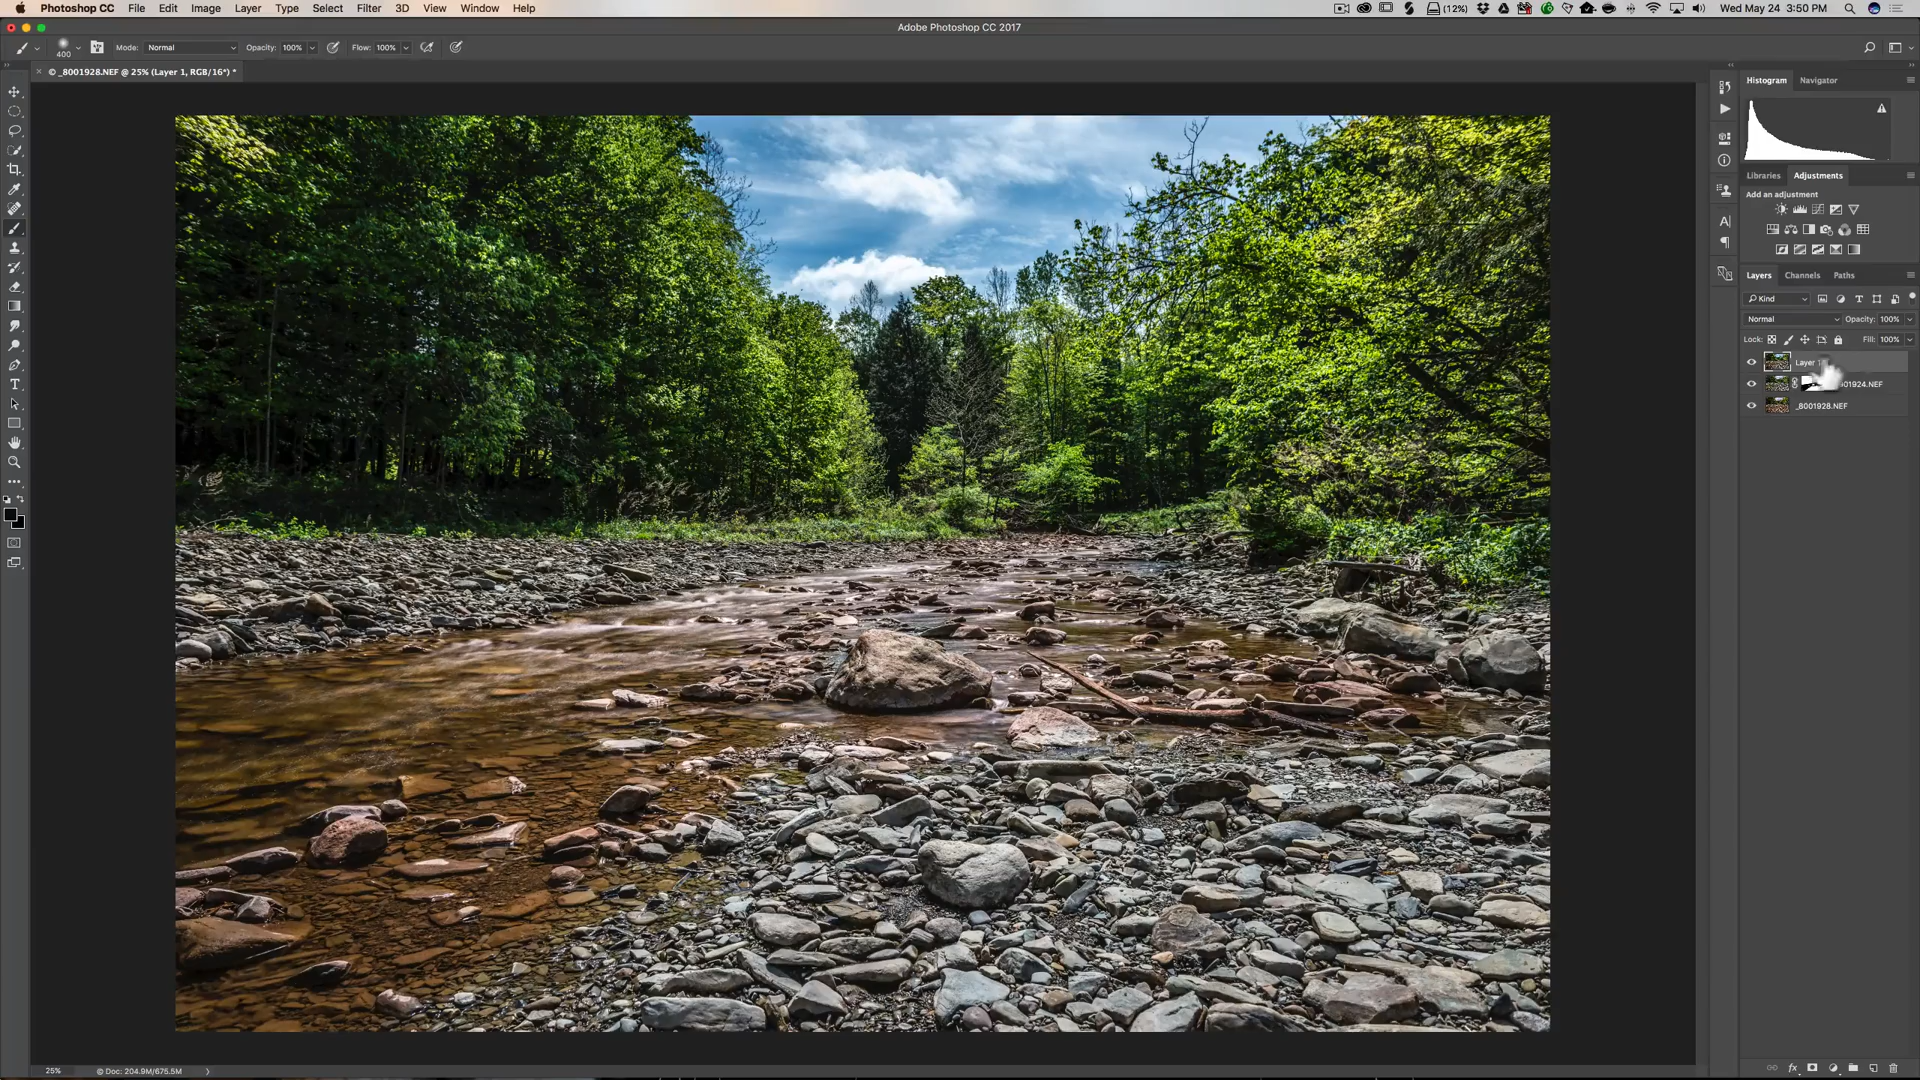 Photoshop CC File Edit Image Layer Type Select Filter 3D View Window Help (12%) Wed May 24 3:50 PM
Adobe Photoshop CC 2017
400 Mode: Normal Opacity: 100% Flow: 100%
× © _8001928.NEF @ 25% (Layer 1, RGB/16*) *
Histogram Navigator
Libraries Adjustments
Add an adjustment
Layers Channels Paths
Kind
Normal Opacity: 100%
Lock: Fill: 100%
Layer
001924.NEF
_8001928.NEF
25% Doc: 204.9M/675.5M